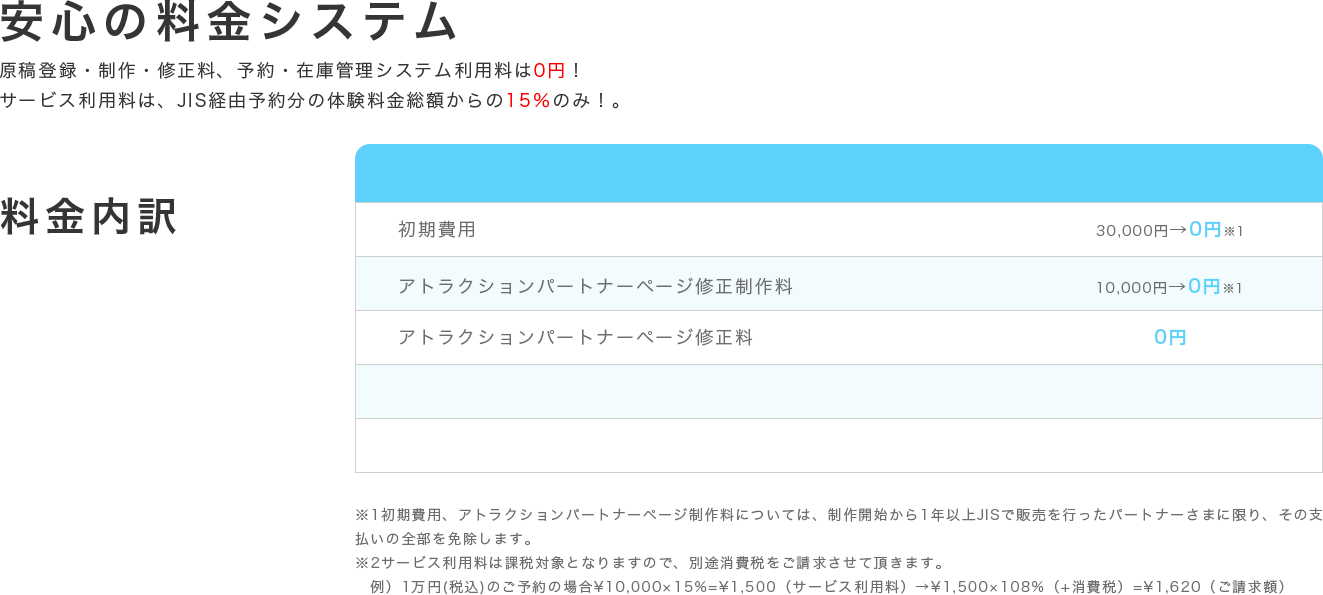 安心の料金システム
原稿登録・制作・修正料、予約・在庫管理システム利用料は0円！
サービス利用料は、JIS経由予約分の体験料金総額からの15%のみ！。
料金内訳
初期費用 30,000円→0円※1
アトラクションパートナーページ修正制作料 10,000円→0円※1
アトラクションパートナーページ修正料 0円
※1初期費用、アトラクションパートナーページ制作料については、制作開始から1年以上JISで販売を行ったパートナーさまに限り、その支
払いの全部を免除します。
※2サービス利用料は課税対象となりますので、別途消費税をご請求させて頂きます。
例）1万円(税込)のご予約の場合¥10,000×15%=¥1,500（サービス利用料）→¥1,500×108%（+消費税）=¥1,620（ご請求額）